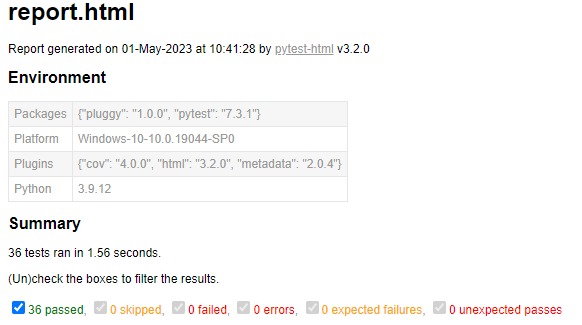 report.html
Report generated on 01-May-2023 at 10:41:28 by pytest-html v3.2.0
Environment
Packages {"pluggy": "1.0.0", "pytest": "7.3.1"}
Platform Windows-10-10.0.19044-SP0
Plugins {"cov": "4.0.0", "html": "3.2.0", "metadata": "2.0.4"}
Python 3.9.12
Summary
36 tests ran in 1.56 seconds.
(Un)check the boxes to filter the results.
36 passed, 0 skipped, 0 failed, 0 errors, 0 expected failures, 0 unexpected passes